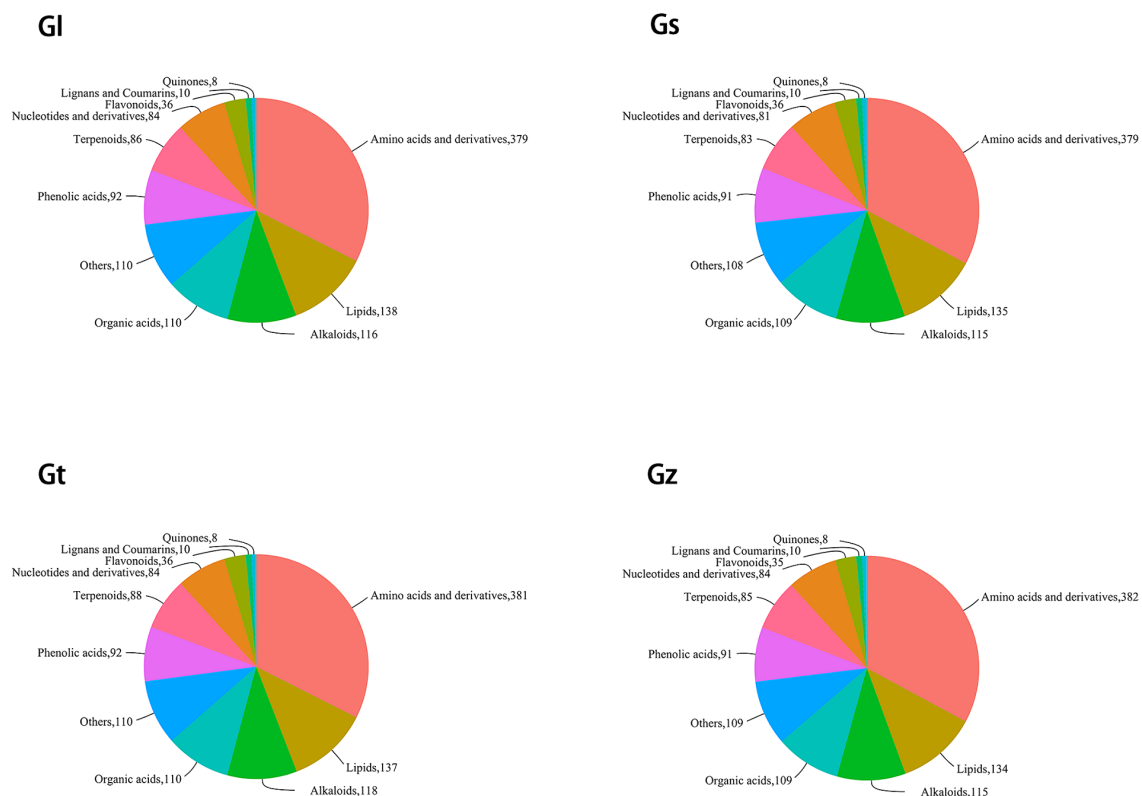 Gl
Quinones,8
Lignans and Coumarins,10
Flavonoids,36
Nucleotides and derivatives,84
Terpenoids,86
Amino acids and derivatives,379
Phenolic acids,92
Others,110
Organic acids,110
Lipids,138
Alkaloids,116
Gs
Quinones,8
Lignans and Coumarins,10
Flavonoids,36
Nucleotides and derivatives,81
Terpenoids,83
Amino acids and derivatives,379
Phenolic acids,91
Others,108
Organic acids,109
Lipids,135
Alkaloids,115
Gt
Quinones,8
Lignans and Coumarins,10
Flavonoids,36
Nucleotides and derivatives,84
Terpenoids,88
Amino acids and derivatives,381
Phenolic acids,92
Others,110
Organic acids,110
Lipids,137
Alkaloids,118
Gz
Quinones,8
Lignans and Coumarins,10
Flavonoids,35
Nucleotides and derivatives,84
Terpenoids,85
Amino acids and derivatives,382
Phenolic acids,91
Others,109
Organic acids,109
Lipids,134
Alkaloids,115